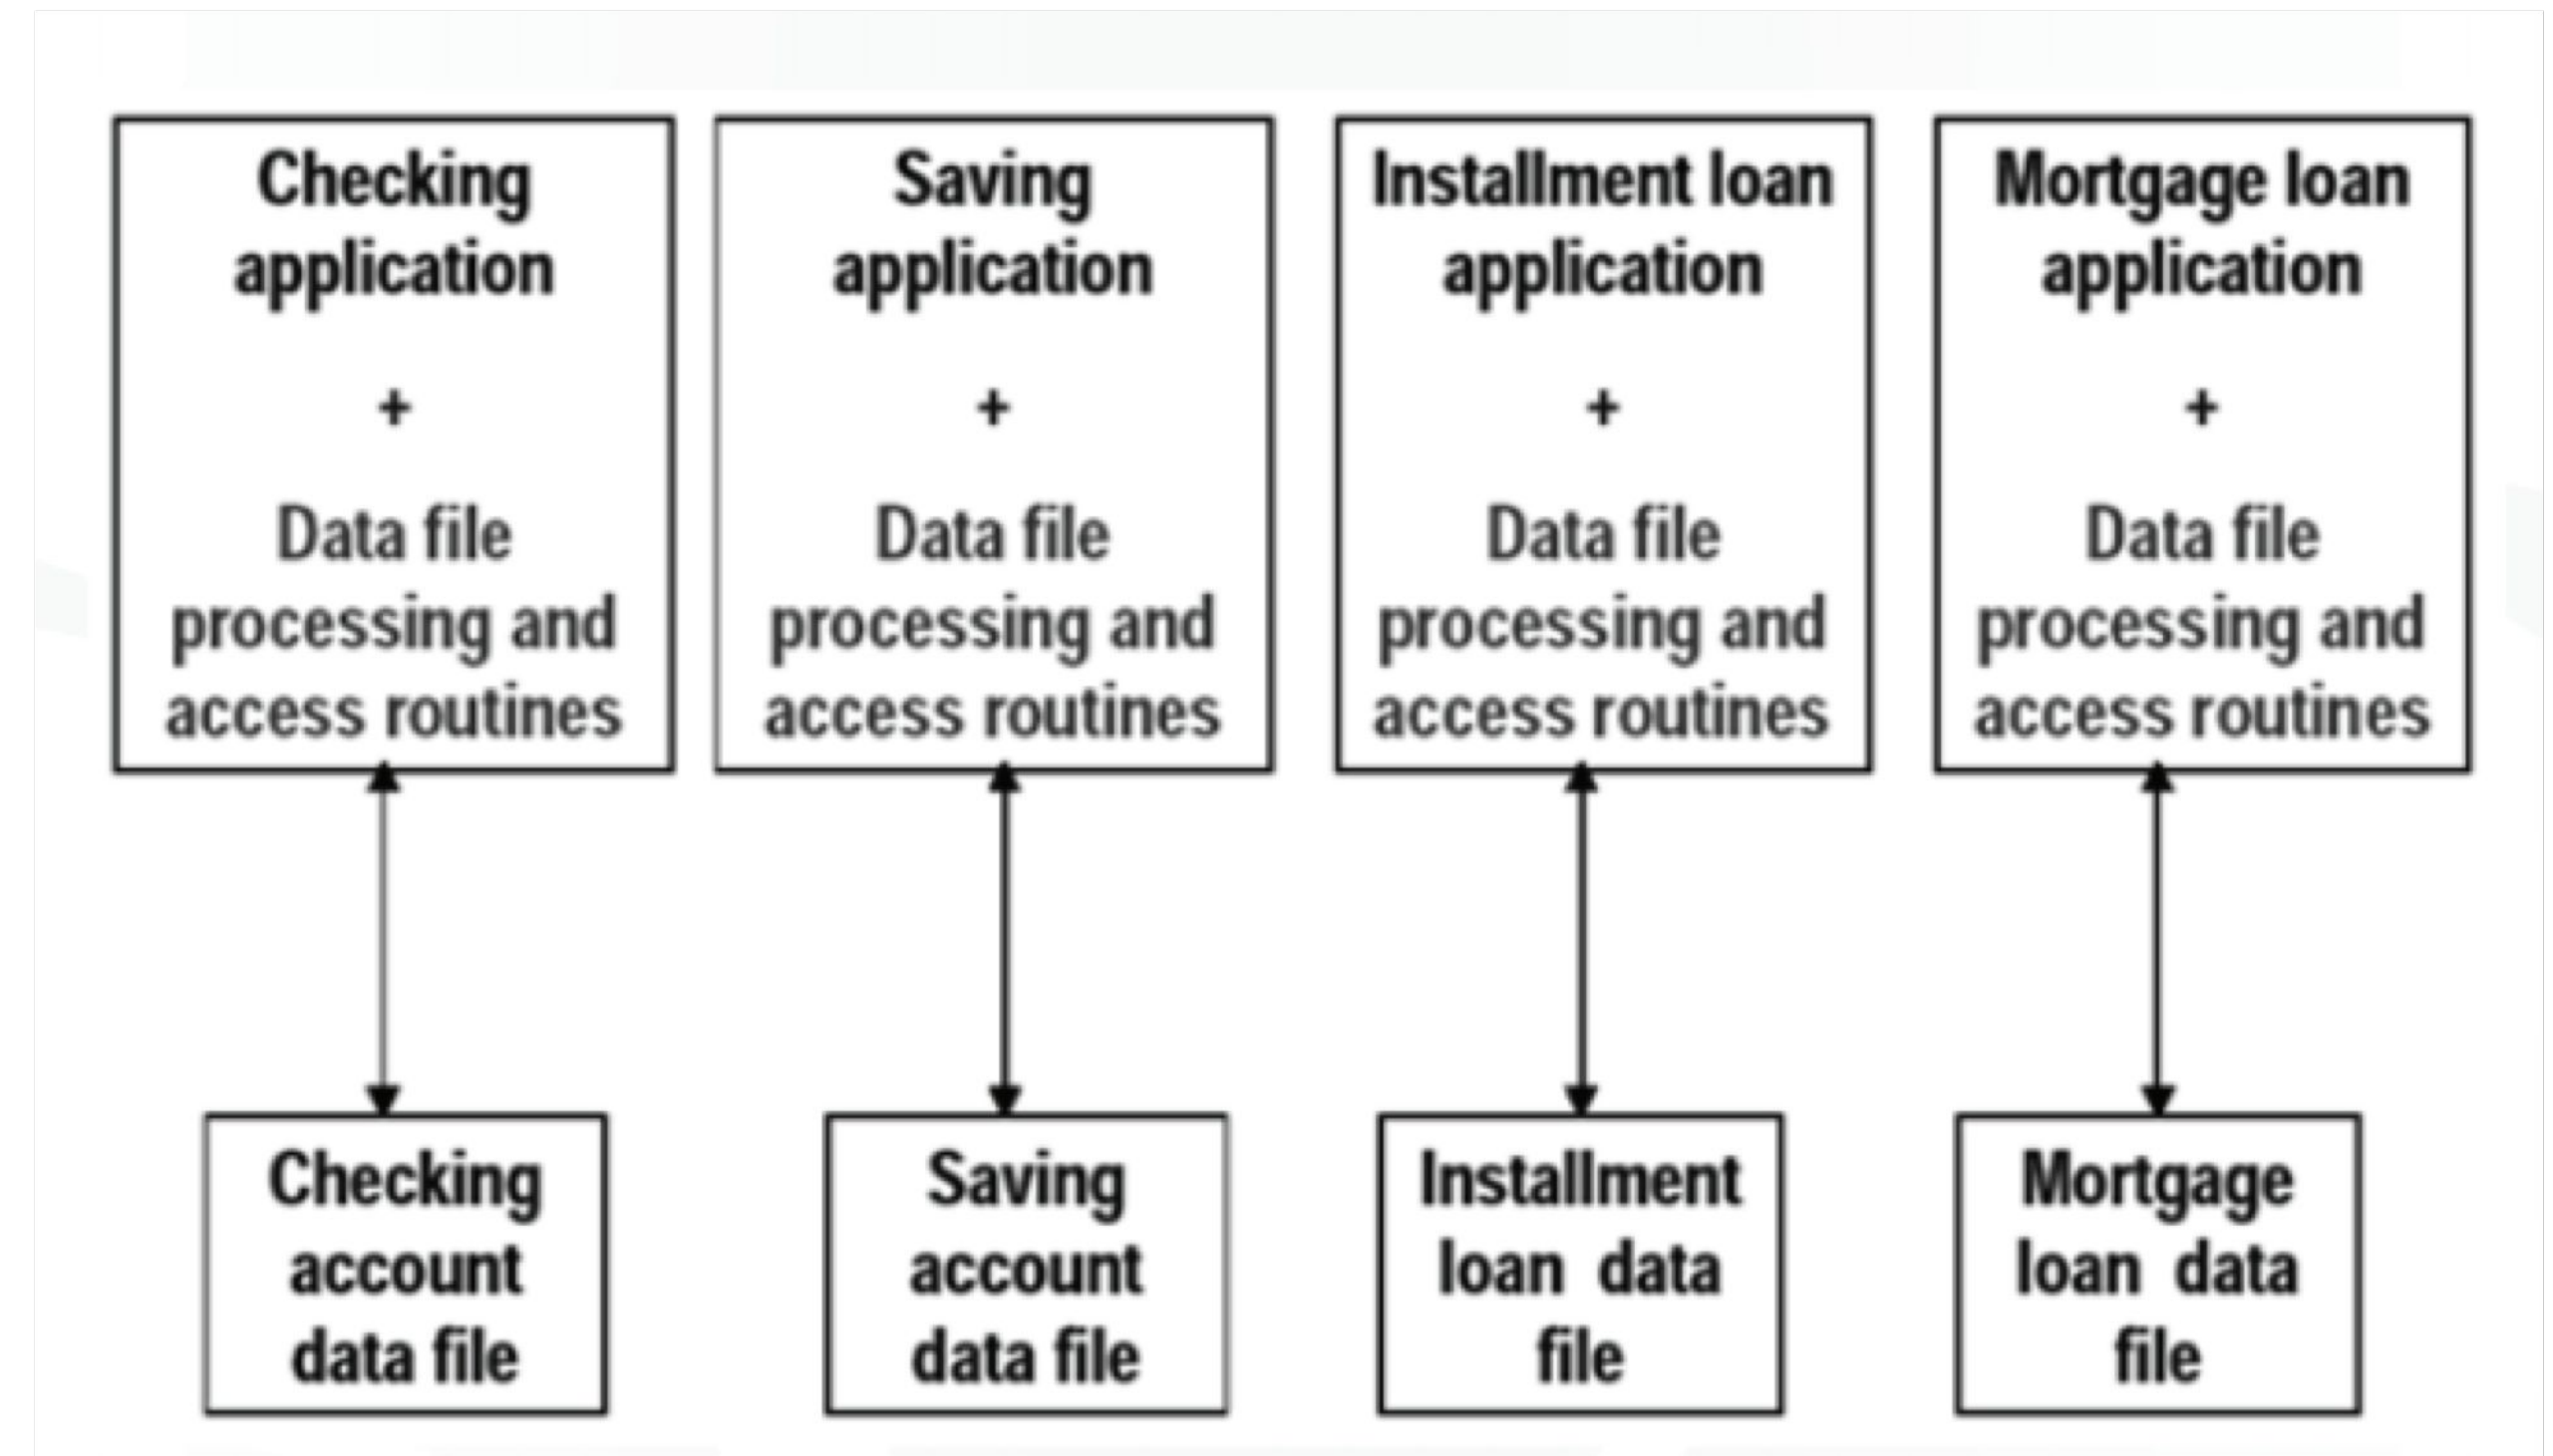 Checking
application
+
Data file
processing and
access routines
Saving
application
+
Data file
processing and
access routines
Installment loan
application
+
Data file
processing and
access routines
Mortgage loan
application
+
Data file
processing and
access routines
Checking
account
data file
Saving
account
data file
Installment
loan data
file
Mortgage
loan data
file